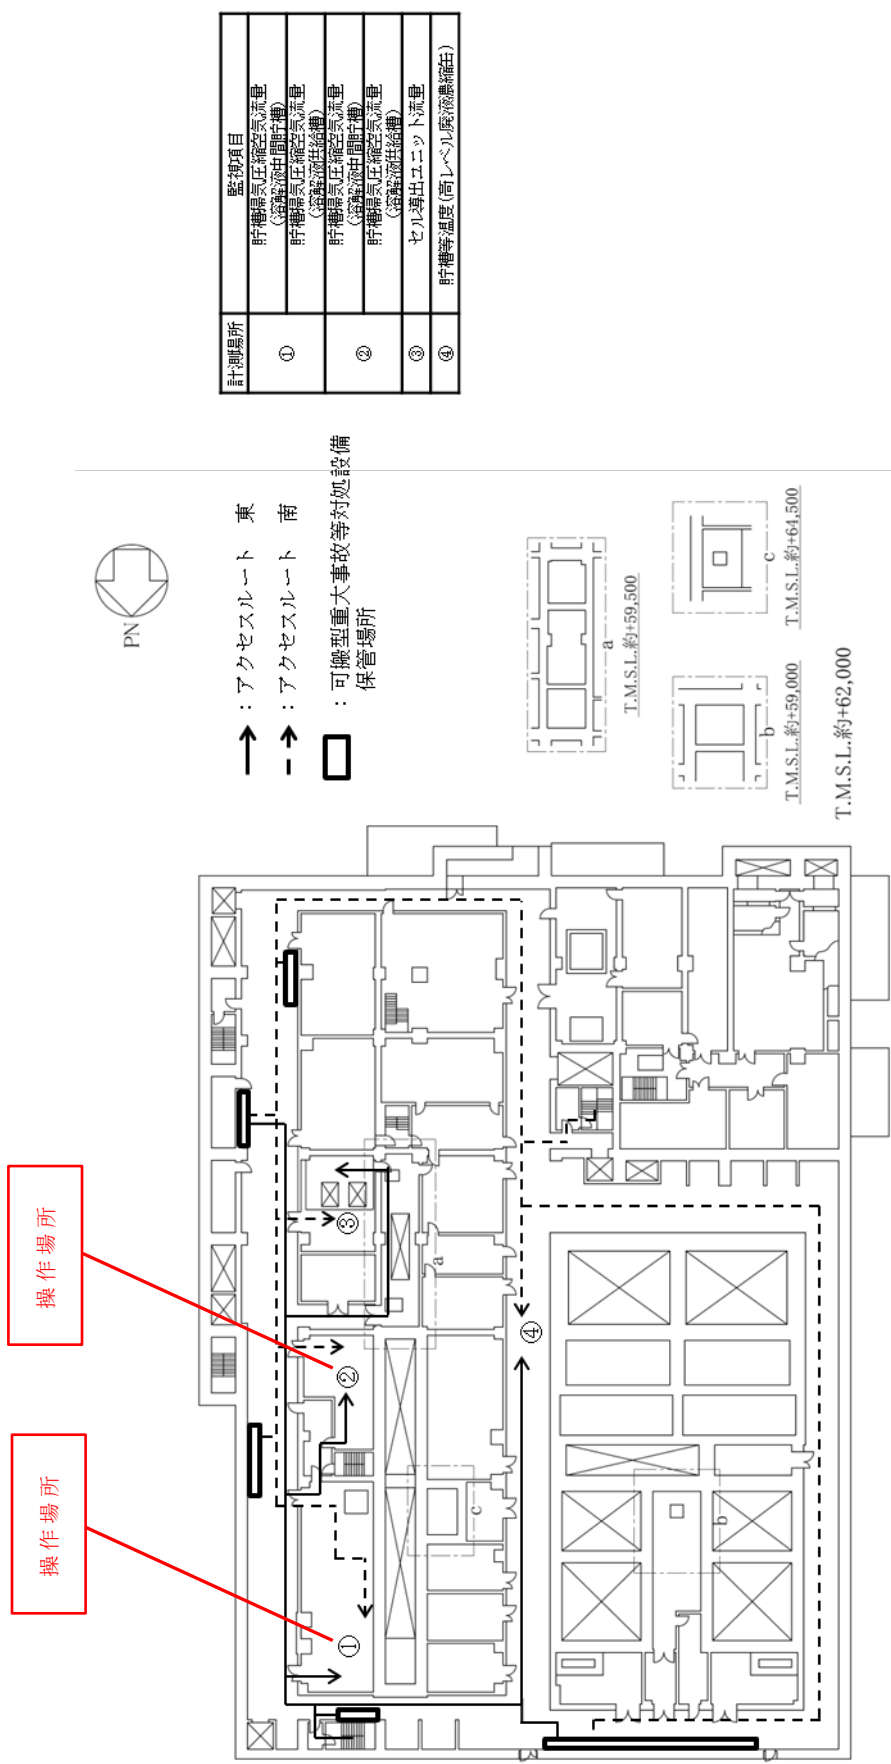 計測場所 監視項目
① 貯槽掃気圧縮空気流量
(溶解液中間貯槽)
貯槽掃気圧縮空気流量
(溶解液供給槽)
② 貯槽掃気圧縮空気流量
(溶解液中間貯槽)
貯槽掃気圧縮空気流量
(溶解液供給槽)
③ セル導出ユニット流量
④ 貯槽等温度(高レベル廃液濃縮缶)
PN
：アクセスルート 東
：アクセスルート 南
：可搬型重大事故等対処設備
保管場所
a
T.M.S.L.約+59,500
b
T.M.S.L.約+59,000
c
T.M.S.L.約+64,500
T.M.S.L.約+62,000
操作場所
操作場所
①
②
③
④
a
b
c